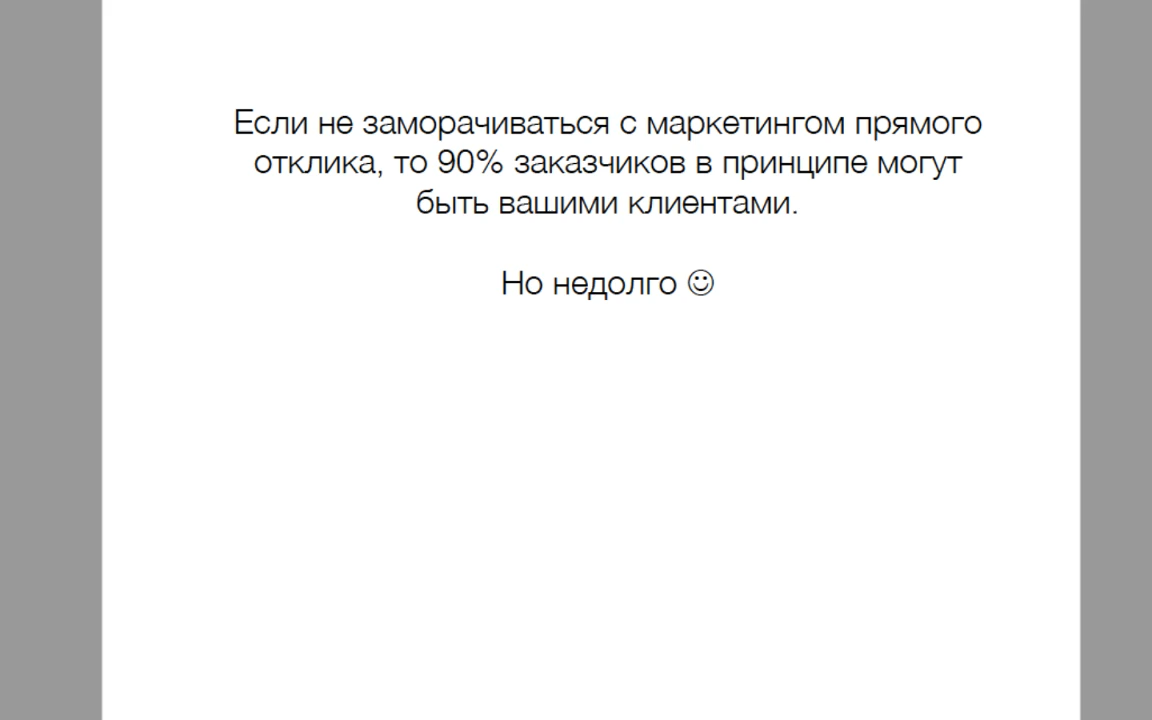 Если не заморачиваться с маркетингом прямого
отклика, то 90% заказчиков в принципе могут
быть вашими клиентами.
Но недолго ☺